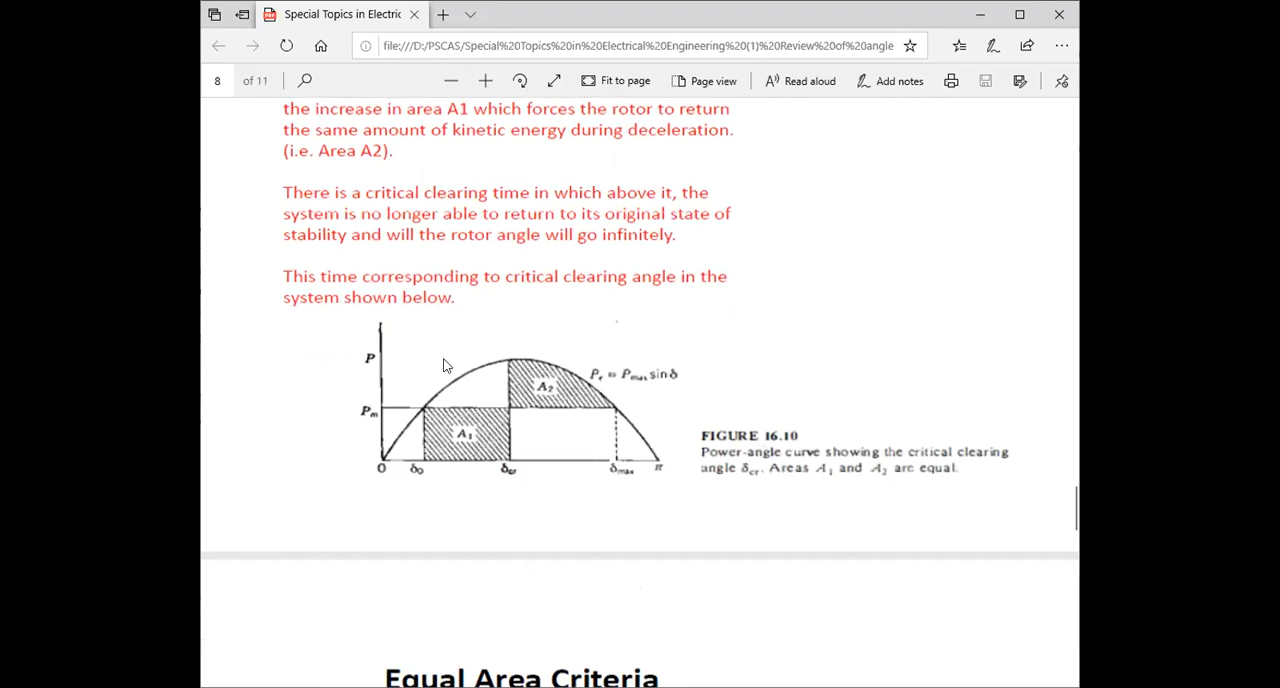 Special Topics in Electric
file:///D:/PSCAS/Special%20Topics%20in%20Electrical%20Engineering%20(1)%20Review%20of%20angle
8 of 11 Fit to page Page view Read aloud Add notes
the increase in area A1 which forces the rotor to return
the same amount of kinetic energy during deceleration.
(i.e. Area A2).
There is a critical clearing time in which above it, the
system is no longer able to return to its original state of
stability and will the rotor angle will go infinitely.
This time corresponding to critical clearing angle in the
system shown below.
P
Pe = Pmax sin δ
A2
Pm
A1
0 δ0 δcr δmax π
FIGURE 16.10
Power-angle curve showing the critical clearing
angle δcr. Areas A1 and A2 are equal.
Equal Area Criteria